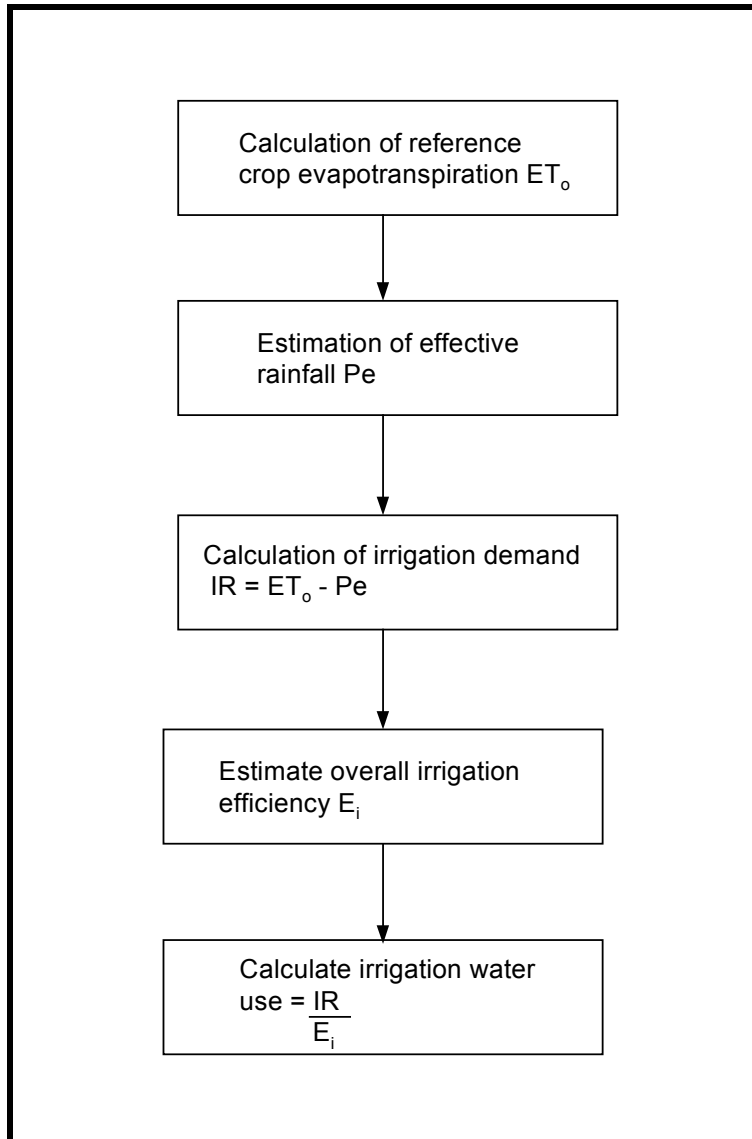 Calculation of reference
crop evapotranspiration ETₒ
Estimation of effective
rainfall Pe
Calculation of irrigation demand
IR = ETₒ - Pe
Estimate overall irrigation
efficiency Eᵢ
Calculate irrigation water
use = IR
Eᵢ